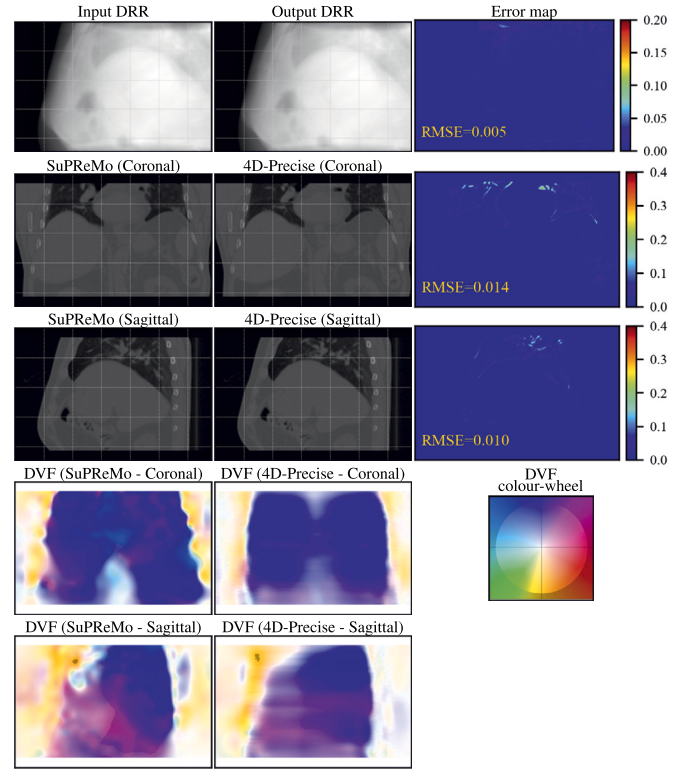 Input DRR Output DRR Error map
0.20
0.15
0.10
0.05
0.00
RMSE=0.005
SuPReMo (Coronal) 4D-Precise (Coronal)
0.4
0.3
0.2
0.1
0.0
RMSE=0.014
SuPReMo (Sagittal) 4D-Precise (Sagittal)
0.4
0.3
0.2
0.1
0.0
RMSE=0.010
DVF (SuPReMo - Coronal) DVF (4D-Precise - Coronal) DVF
colour-wheel
DVF (SuPReMo - Sagittal) DVF (4D-Precise - Sagittal)